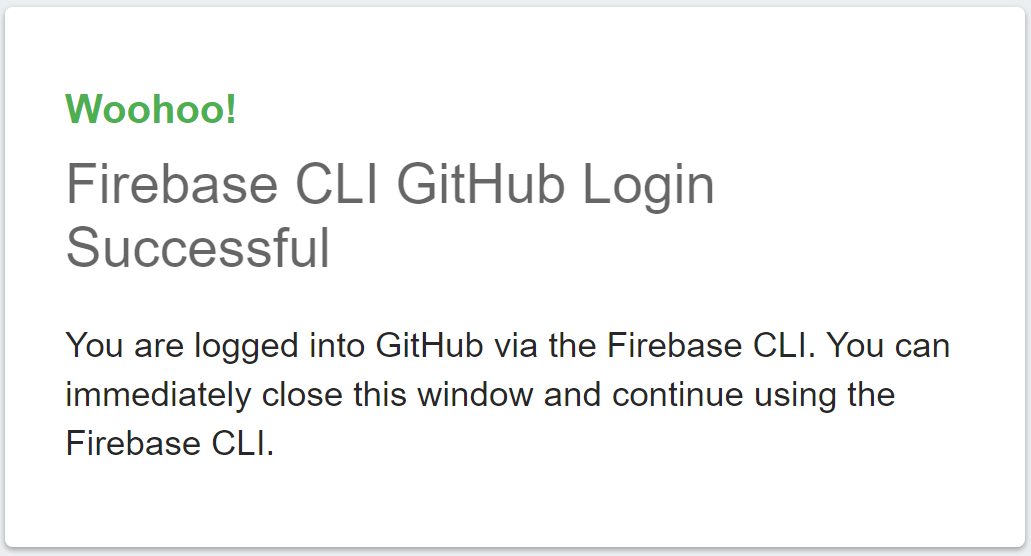 Woohoo!
Firebase CLI GitHub Login
Successful
You are logged into GitHub via the Firebase CLI. You can
immediately close this window and continue using the
Firebase CLI.